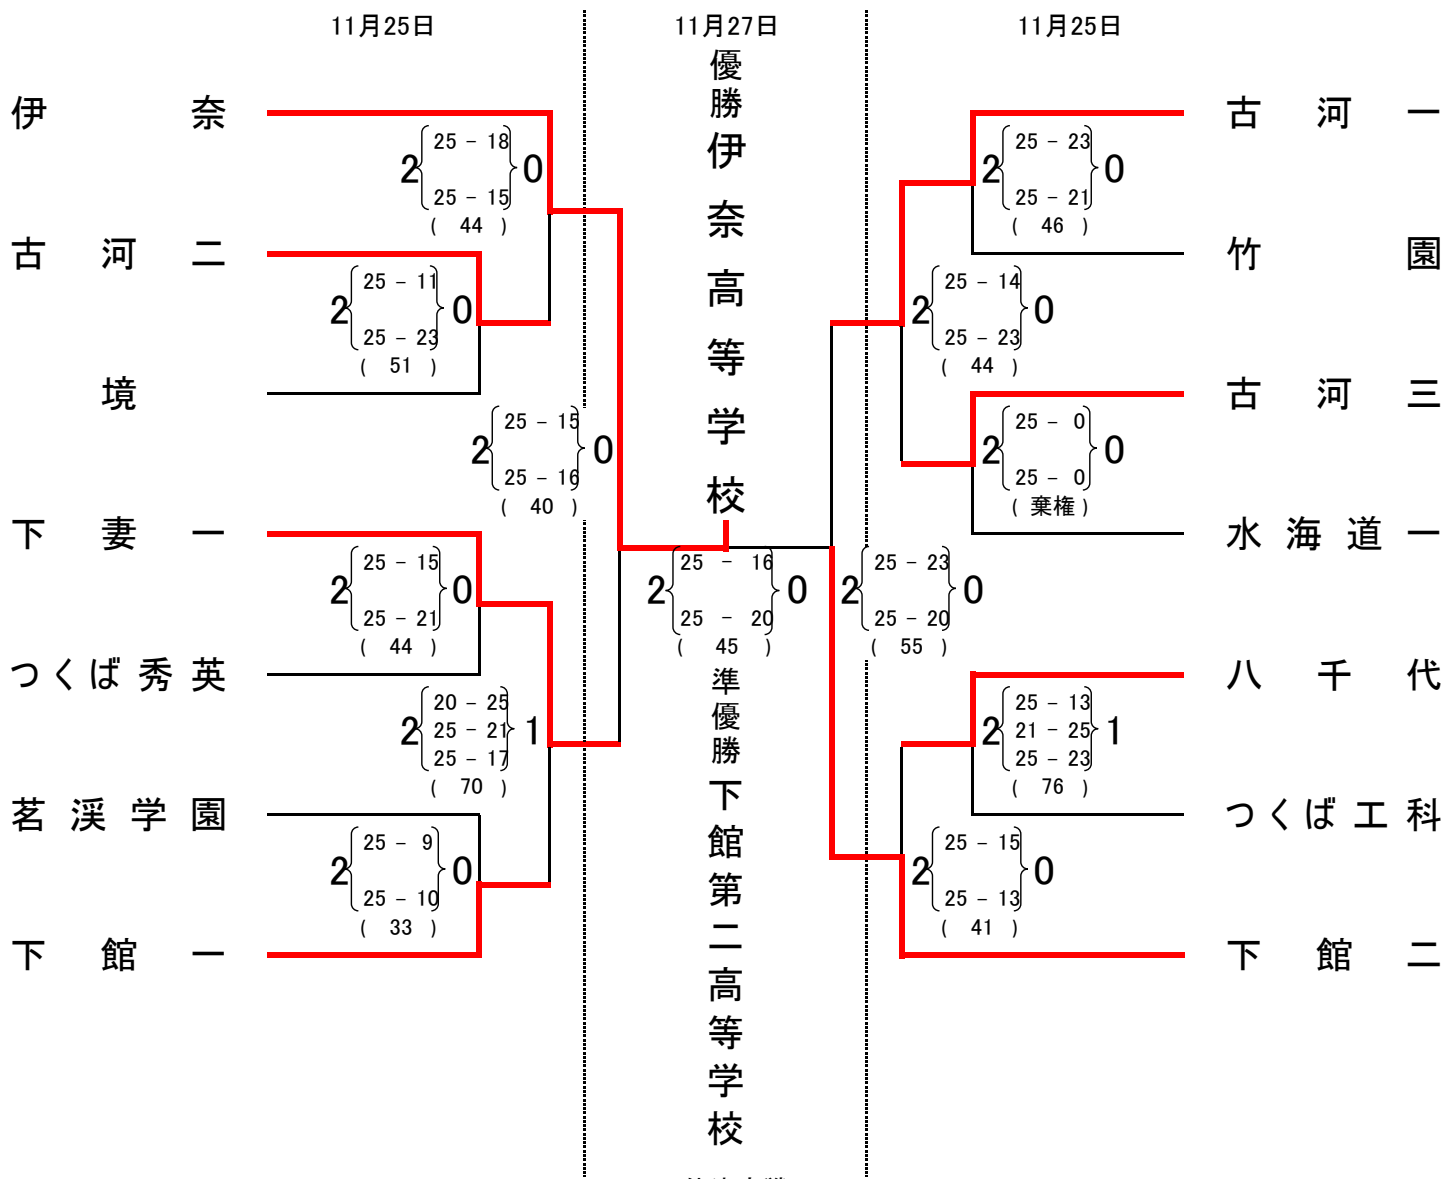 11月25日
11月27日
11月25日
優勝
伊奈高等学校
伊奈
2 25 - 18 0
25 - 15
( 44 )
古河二
2 25 - 11 0
25 - 23
( 51 )
境
2 25 - 15 0
25 - 16
( 40 )
下妻一
2 25 - 15 0
25 - 21
( 44 )
つくば秀英
2 20 - 25 1
25 - 21
25 - 17
( 70 )
茗溪学園
2 25 - 9 0
25 - 10
( 33 )
下館一
2 25 - 16 0
25 - 20
( 45 )
準優勝
下館第二高等学校
古河一
2 25 - 23 0
25 - 21
( 46 )
竹園
2 25 - 14 0
25 - 23
( 44 )
古河三
2 25 - 0 0
25 - 0
( 棄権 )
水海道一
2 25 - 23 0
25 - 20
( 55 )
八千代
2 25 - 13 1
21 - 25
25 - 23
( 76 )
つくば工科
2 25 - 15 0
25 - 13
( 41 )
下館二